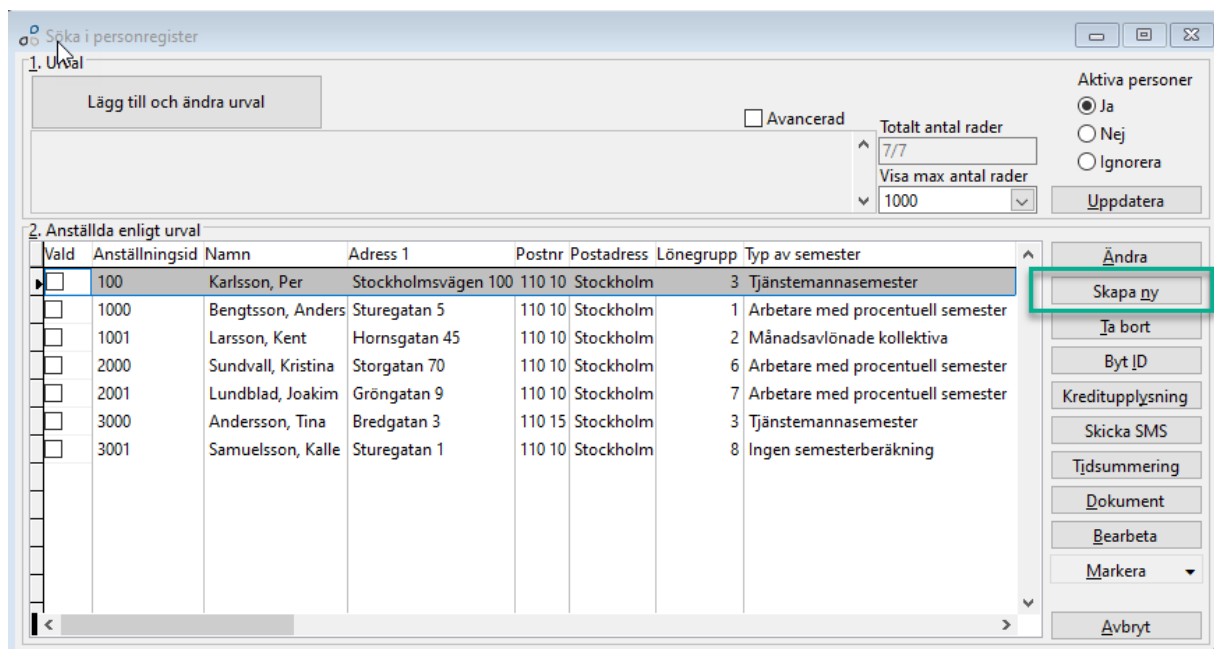 Söka i personregister
1. Urval
Lägg till och ändra urval
Avancerad
Totalt antal rader
7/7
Visa max antal rader
1000
Aktiva personer
Ja
Nej
Ignorera
Uppdatera
2. Anställda enligt urval
Vald Anställningsid Namn Adress 1 Postnr Postadress Lönegrupp Typ av semester
100 Karlsson, Per Stockholmsvägen 100 110 10 Stockholm 3 Tjänstemannasemester
1000 Bengtsson, Anders Sturegatan 5 110 10 Stockholm 1 Arbetare med procentuell semester
1001 Larsson, Kent Hornsgatan 45 110 10 Stockholm 2 Månadsavlönade kollektiva
2000 Sundvall, Kristina Storgatan 70 110 10 Stockholm 6 Arbetare med procentuell semester
2001 Lundblad, Joakim Gröngatan 9 110 10 Stockholm 7 Arbetare med procentuell semester
3000 Andersson, Tina Bredgatan 3 110 15 Stockholm 3 Tjänstemannasemester
3001 Samuelsson, Kalle Sturegatan 1 110 10 Stockholm 8 Ingen semesterberäkning
Ändra
Skapa ny
Ta bort
Byt ID
Kreditupplysning
Skicka SMS
Tidsummering
Dokument
Bearbeta
Markera
Avbryt